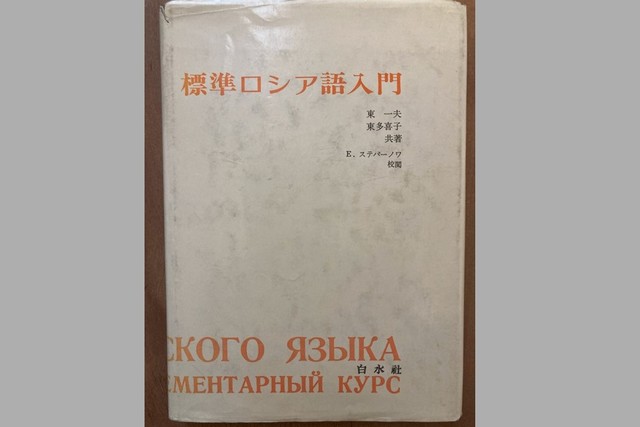 標準ロシア語入門
東 一夫
東多喜子
共著
E. ステパーノワ
校閲
СКОГО ЯЗЫКА
白水社
ЕМЕНТАРНЫЙ КУРС